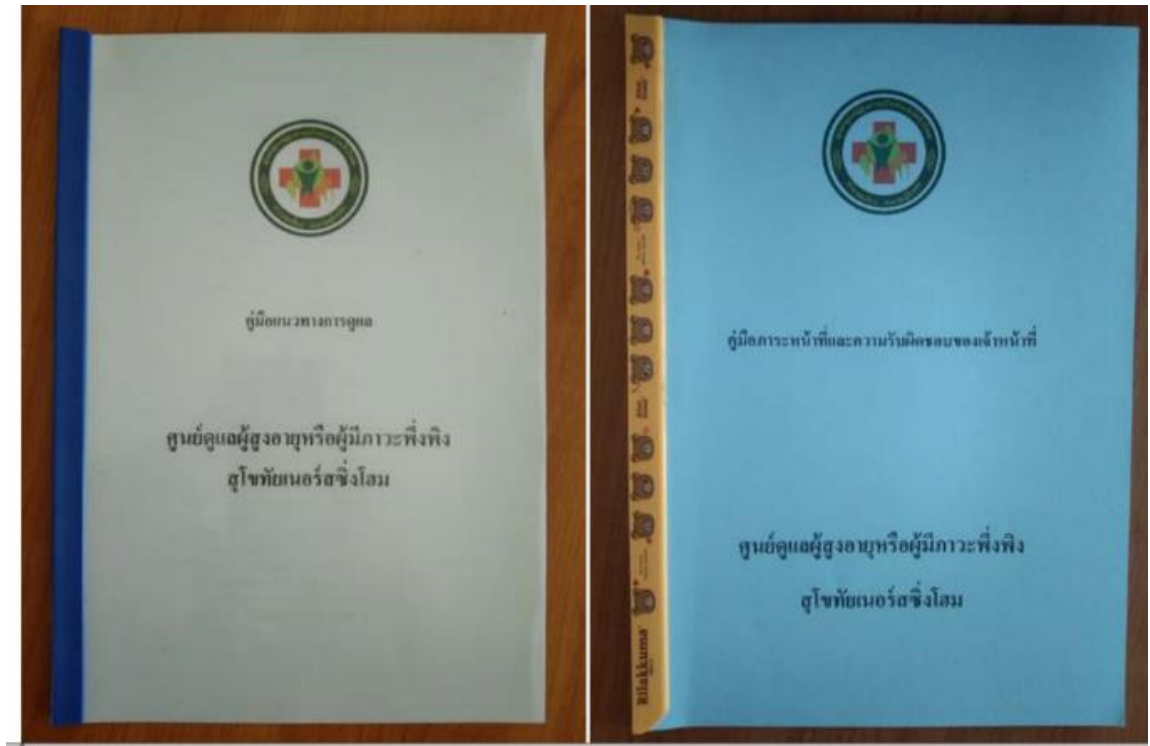 คู่มือแนวทางการดูแล
ศูนย์ดูแลผู้สูงอายุหรือผู้มีภาวะพึ่งพิง
สุโขทัยเนอร์สซิ่งโฮม
คู่มือภาระหน้าที่และความรับผิดชอบของเจ้าหน้าที่
ศูนย์ดูแลผู้สูงอายุหรือผู้มีภาวะพึ่งพิง
สุโขทัยเนอร์สซิ่งโฮม
Rilakkuma